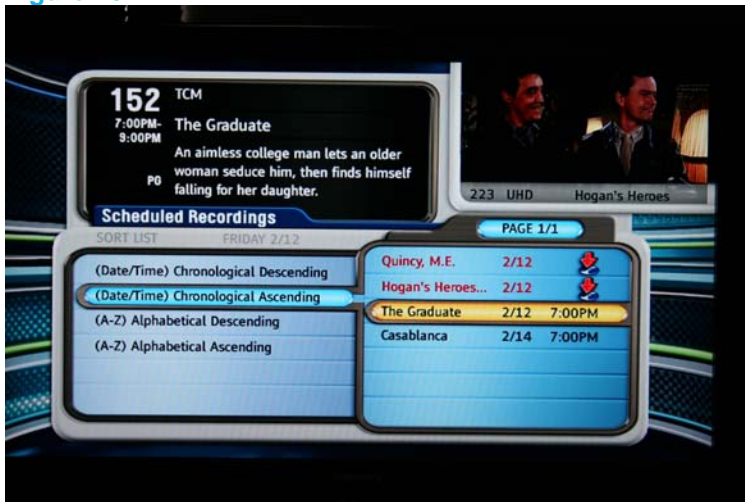 152 TCM
7:00PM-
9:00PM
The Graduate
An aimless college man lets an older
woman seduce him, then finds himself
PG
falling for her daughter.
223 UHD Hogan's Heroes
Scheduled Recordings
PAGE 1/1
SORT LIST FRIDAY 2/12
(Date/Time) Chronological Descending
(Date/Time) Chronological Ascending
(A-Z) Alphabetical Descending
(A-Z) Alphabetical Ascending
Quincy, M.E. 2/12
Hogan's Heroes... 2/12
The Graduate 2/12 7:00PM
Casablanca 2/14 7:00PM